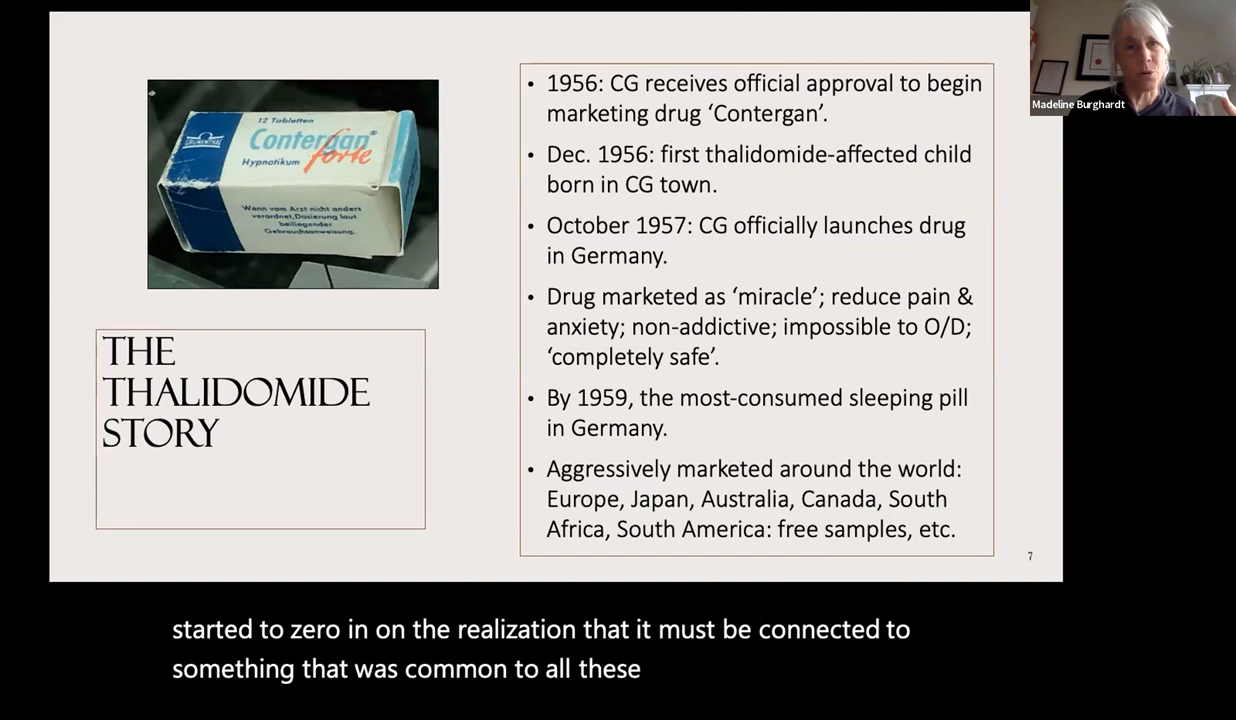 Madeline Burghardt
12 Tabletten
Contergan®
forte
Hypnotikum
GRÜNENTHAL
Wenn vom Arzt nicht anders
verordnet, Dosierung laut
beiliegender
Gebrauchsanweisung.
THE
THALIDOMIDE
STORY
• 1956: CG receives official approval to begin
marketing drug ‘Contergan’.
• Dec. 1956: first thalidomide-affected child
born in CG town.
• October 1957: CG officially launches drug
in Germany.
• Drug marketed as ‘miracle’; reduce pain &
anxiety; non-addictive; impossible to O/D;
‘completely safe’.
• By 1959, the most-consumed sleeping pill
in Germany.
• Aggressively marketed around the world:
Europe, Japan, Australia, Canada, South
Africa, South America: free samples, etc.
7
started to zero in on the realization that it must be connected to
something that was common to all these